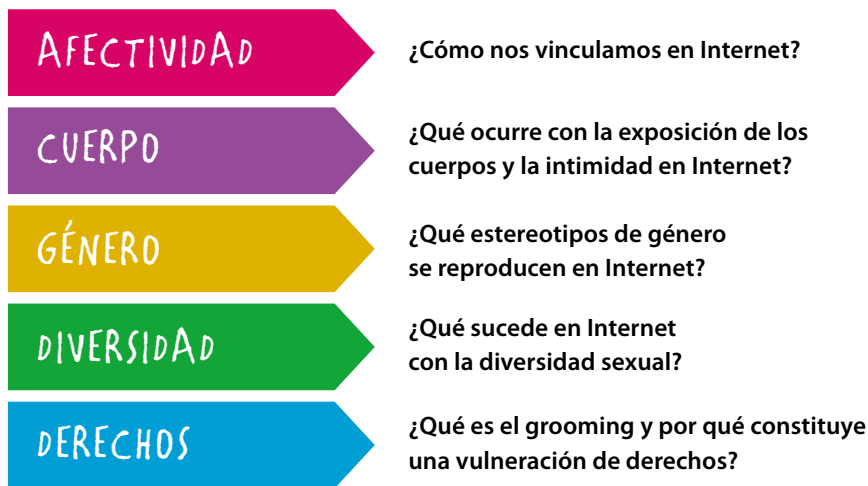 AFECTIVIDAD
¿Cómo nos vinculamos en Internet?
CUERPO
¿Qué ocurre con la exposición de los
cuerpos y la intimidad en Internet?
GÉNERO
¿Qué estereotipos de género
se reproducen en Internet?
DIVERSIDAD
¿Qué sucede en Internet
con la diversidad sexual?
DERECHOS
¿Qué es el grooming y por qué constituye
una vulneración de derechos?